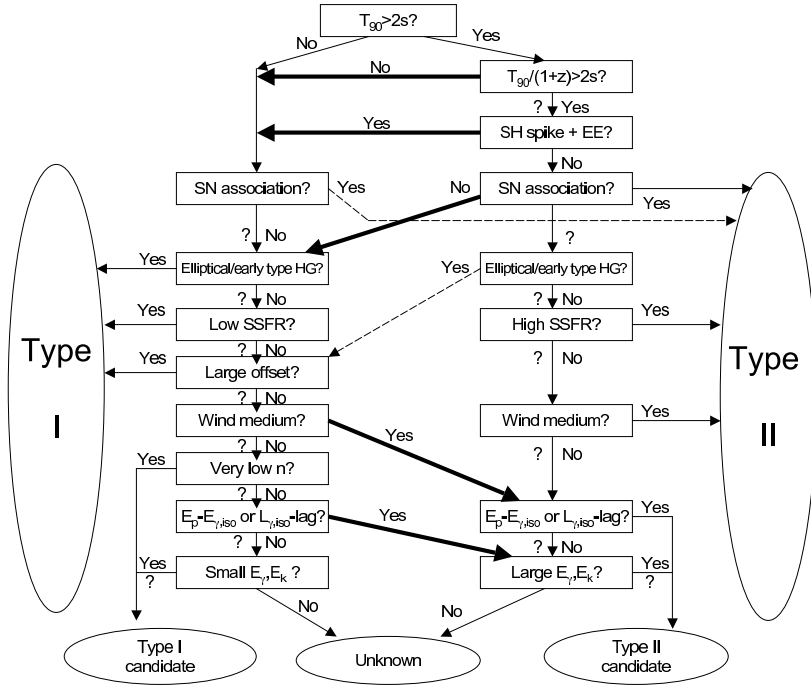 T90>2s?
No
Yes
No
T90/(1+z)>2s?
? Yes
Yes
SH spike + EE?
No
SN association?
Yes
No
SN association?
Yes
? No
?
Yes
Elliptical/early type HG?
Yes
Elliptical/early type HG?
? No
? No
Yes
Low SSFR?
High SSFR?
Yes
? No
Yes
Large offset?
? No
? No
Wind medium?
Yes
Wind medium?
Yes
? No
? No
Yes
Very low n?
? No
Ep-Eγ,iso or Lγ,iso-lag?
Yes
Ep-Eγ,iso or Lγ,iso-lag?
Yes
? No
? No
Yes
?
Small Eγ,Ek ?
Large Eγ,Ek?
Yes
?
No
No
Type
I
Type
II
Type I
candidate
Unknown
Type II
candidate